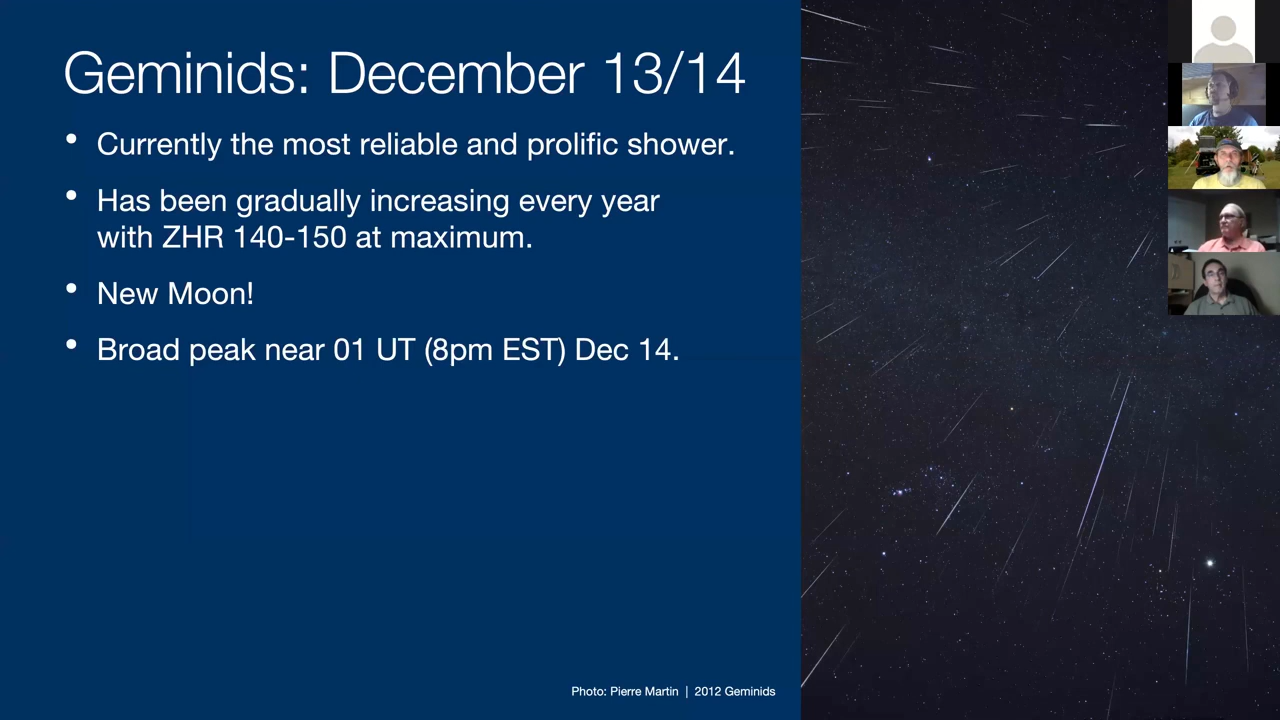 Geminids: December 13/14
• Currently the most reliable and prolific shower.
• Has been gradually increasing every year
with ZHR 140-150 at maximum.
• New Moon!
• Broad peak near 01 UT (8pm EST) Dec 14.
Photo: Pierre Martin | 2012 Geminids